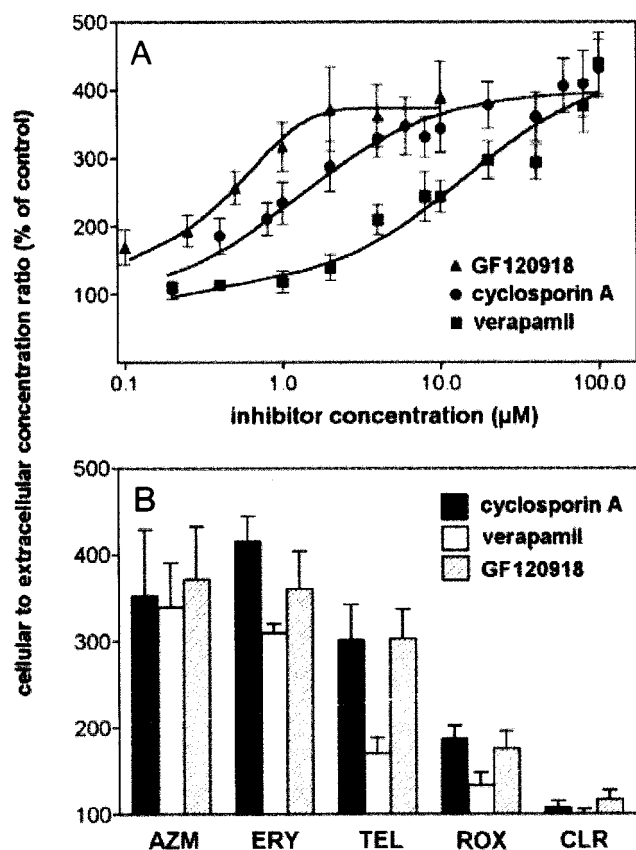 cellular to extracellular concentration ratio (% of control)
A
500
400
300
200
100
GF120918
cyclosporin A
verapamil
0.1
1.0
10.0
100.0
inhibitor concentration (µM)
B
500
400
300
200
100
cyclosporin A
verapamil
GF120918
AZM
ERY
TEL
ROX
CLR